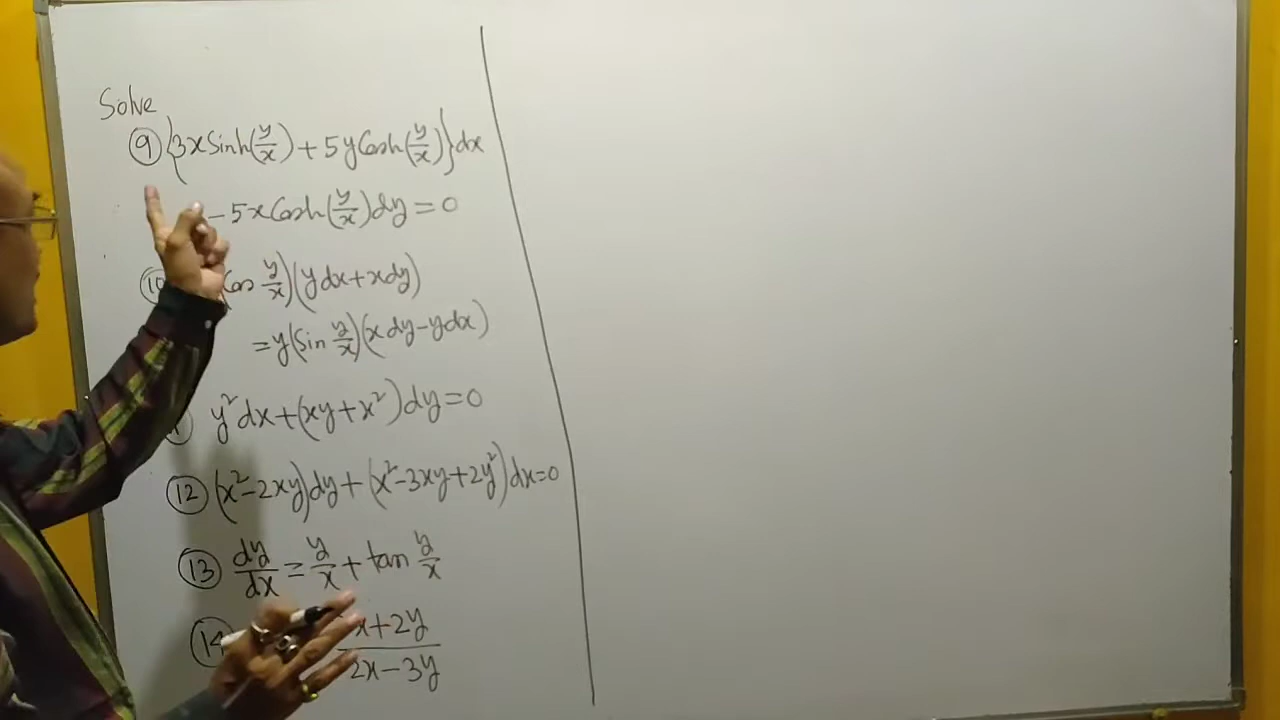 Solve
⑨ {3x Sinh(y/x) + 5y Cosh(y/x)}dx
- 5x Cosh(y/x)dy = 0
Cos y/x)(y dx + x dy)
= y(Sin y/x)(x dy - y dx)
y² dx + (xy + x²)dy = 0
⑫ (x² - 2xy)dy + (x² - 3xy + 2y²)dx = 0
⑬ dy/dx = y/x + tan y/x
⑭ x + 2y / 2x - 3y